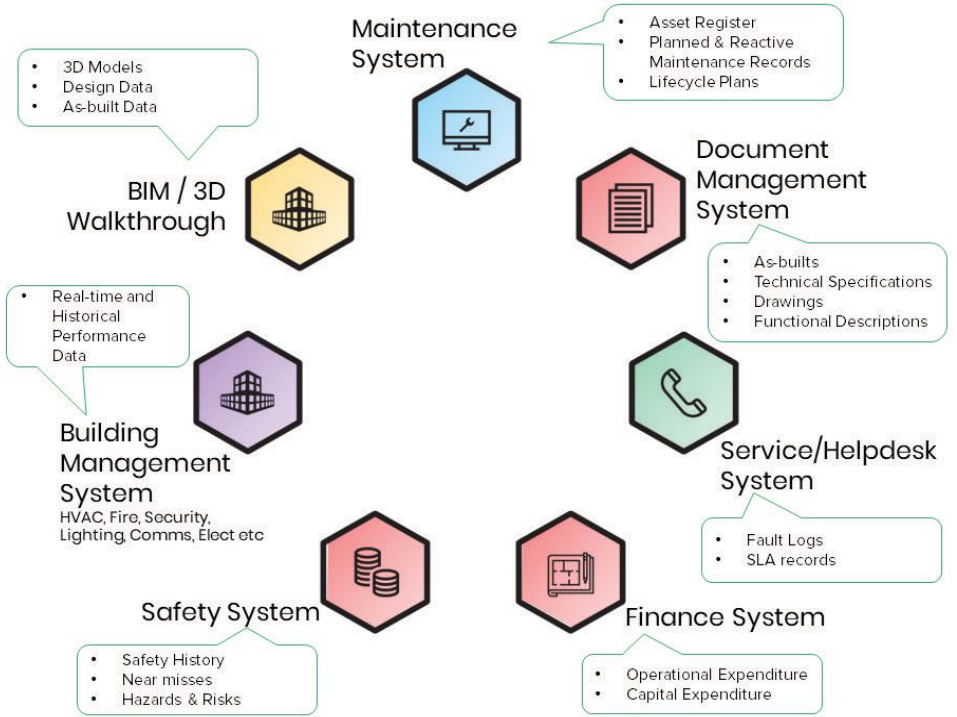 Maintenance
System
• Asset Register
• Planned & Reactive
Maintenance Records
• Lifecycle Plans
• 3D Models
• Design Data
• As-built Data
BIM / 3D
Walkthrough
Document
Management
System
• As-builts
• Technical Specifications
• Drawings
• Functional Descriptions
• Real-time and
Historical
Performance
Data
Building
Management
System
HVAC, Fire, Security,
Lighting, Comms, Elect etc
Service/Helpdesk
System
• Fault Logs
• SLA records
Safety System
• Safety History
• Near misses
• Hazards & Risks
Finance System
• Operational Expenditure
• Capital Expenditure